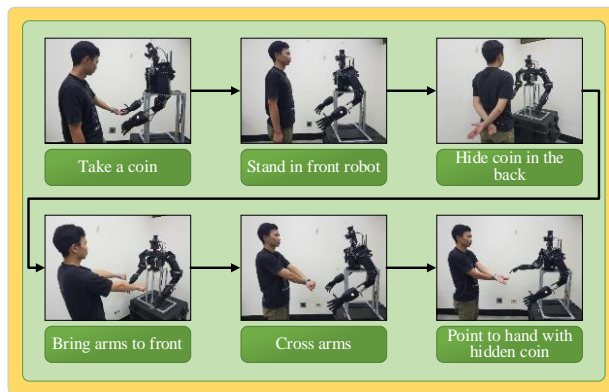 Take a coin
Stand in front robot
Hide coin in the
back
Bring arms to front
Cross arms
Point to hand with
hidden coin